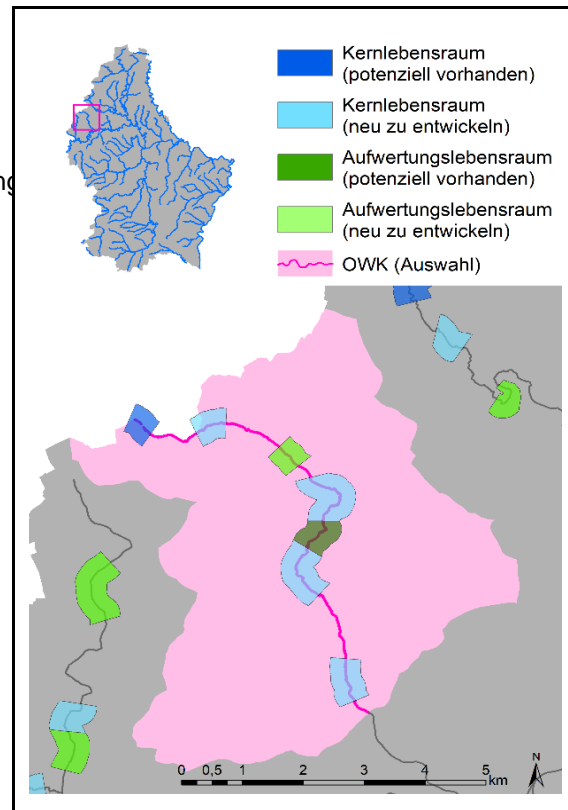 Kernlebensraum
(potenziell vorhanden)
Kernlebensraum
(neu zu entwickeln)
Aufwertungslebensraum
(potenziell vorhanden)
Aufwertungslebensraum
(neu zu entwickeln)
OWK (Auswahl)
N
0 0,5 1 2 3 4 5
km